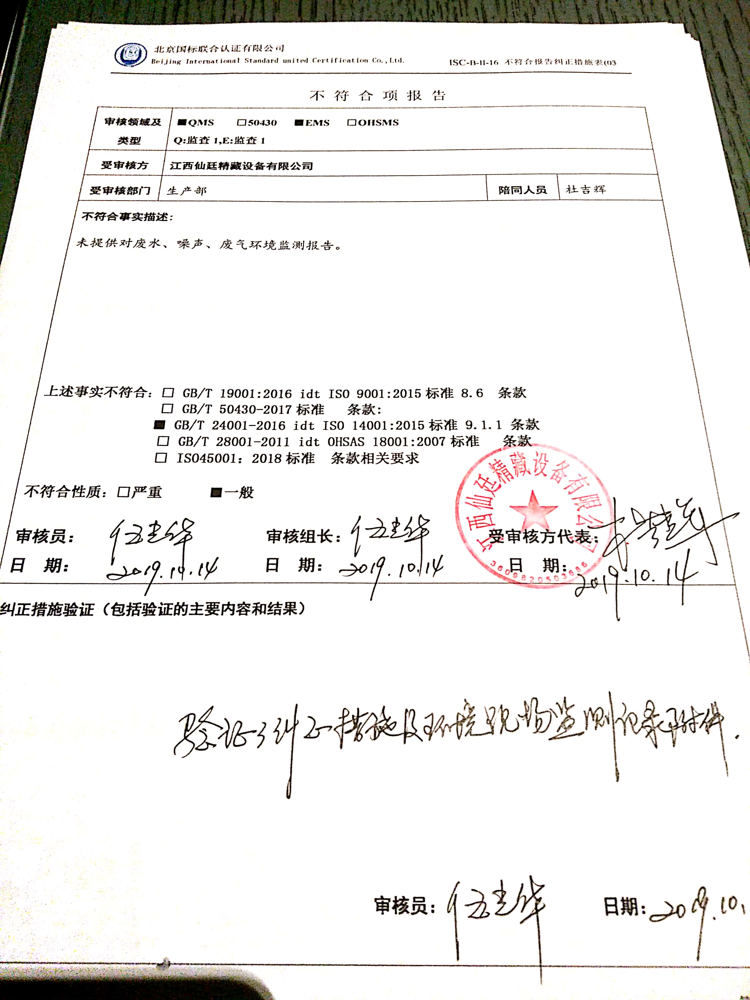 北京国标联合认证有限公司
Beijing International Standard united Certification Co.,Ltd.
ISC-B-II-16 不符合报告纠正措施表(03
不符合项报告
审核领域及类型 ■QMS □50430 ■EMS □OHSMS
Q:监查 1,E:监查 1
受审核方 江西仙廷精藏设备有限公司
受审核部门 生产部 陪同人员 杜吉辉
不符合事实描述:
未提供对废水、噪声、废气环境监测报告。
上述事实不符合: □ GB/T 19001:2016 idt ISO 9001:2015 标准 8.6 条款
□ GB/T 50430-2017 标准 条款:
■ GB/T 24001-2016 idt ISO 14001:2015 标准 9.1.1 条款
□ GB/T 28001-2011 idt OHSAS 18001:2007 标准 条款
□ ISO45001: 2018 标准 条款相关要求
不符合性质: □严重 ■一般
江西仙廷精藏设备有限公司
3609820503686
审核员: 伍光华 审核组长: 伍光华 受审核方代表:
日 期: 2019.10.14 日 期: 2019.10.14 日 期: 2019.10.14
纠正措施验证（包括验证的主要内容和结果）
验证了纠正措施及环境现场监测记录附件.
审核员: 伍光华 日期: 2019.10.